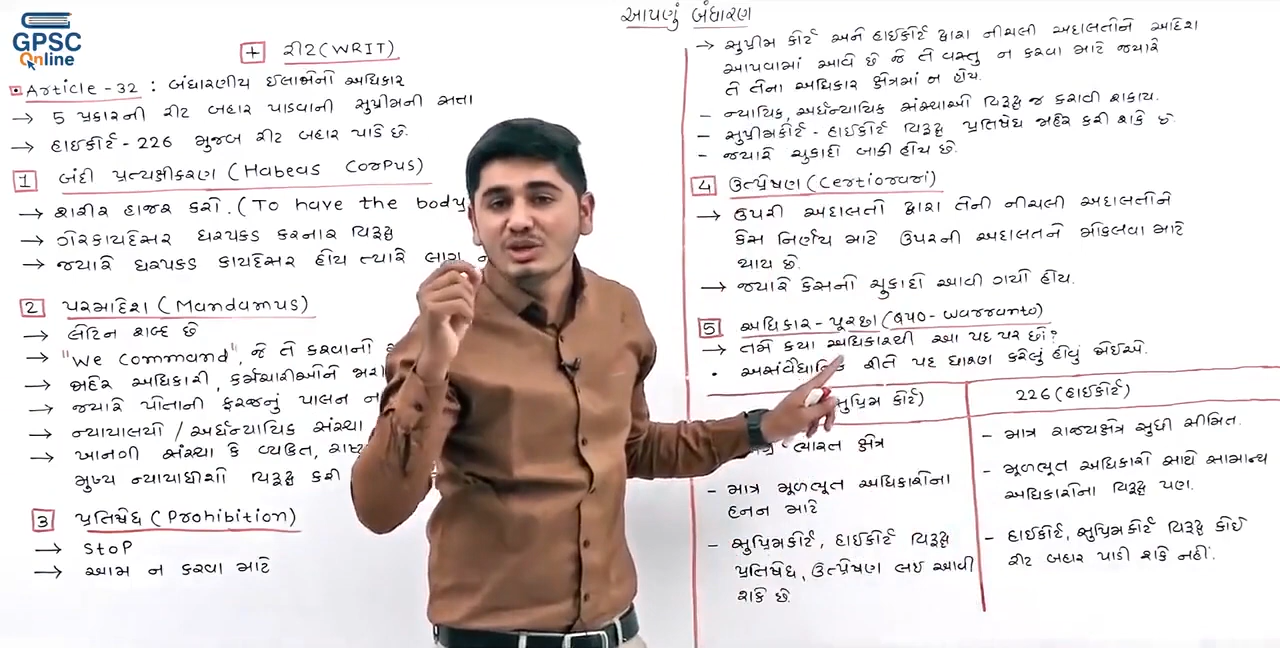 GPSC
Online
આપણું બંધારણ
+ રીટ (WRIT)
Article - 32 : બંધારણીય ઈલાજોનો અધિકાર
→ 5 પ્રકારની રીટ બહાર પાડવાની સુપ્રીમની સત્તા
→ હાઇકોર્ટ - 226 મુજબ રીટ બહાર પાડે છે.
1 બંદી પ્રત્યક્ષીકરણ (Habeas Corpus)
→ શરીર હાજર કરો. (To have the body
→ ગેરકાયદેસર ધરપકડ કરનાર વિરૂદ્ધ
→ જ્યારે ધરપકડ કાયદેસર હોય ત્યારે લાગુ
2 પરમાદેશ (Mandamus)
→ લેટિન શબ્દ છે
→ "We Command", જે તે કરવાનો
→ જાહેર અધિકારી, કર્મચારીઓને
→ જ્યારે પોતાની ફરજનું પાલન ન
→ ન્યાયાલયો / અર્ધન્યાયિક સંસ્થા
→ ખાનગી સંસ્થા કે વ્યક્તિ,
મુખ્ય ન્યાયાધીશો વિરૂદ્ધ કરી
3 પ્રતિષેધ (Prohibition)
→ StoP
→ આમ ન કરવા માટે
→ સુપ્રીમ કોર્ટ અને હાઈકોર્ટ દ્વારા નીચલી અદાલતોને આદેશ
આપવામાં આવે છે જે તે વસ્તુ ન કરવા માટે જ્યારે
તે તેના અધિકાર ક્ષેત્રમાં ન હોય.
- ન્યાયિક, અર્ધન્યાયિક સંસ્થાઓ વિરૂદ્ધ જ કરાવી શકાય.
- સુપ્રીમકોર્ટ - હાઈકોર્ટ વિરૂદ્ધ પ્રતિષેધ જાહેર કરી શકે છે.
- જ્યારે ચુકાદો બાકી હોય છે.
4 ઉત્પ્રેષણ (Certiorari)
→ ઉપરી અદાલતો દ્વારા તેની નીચલી અદાલતોને
કેસ નિર્ણય માટે ઉપરની અદાલતને મોકલવા માટે
થાય છે.
→ જ્યારે કેસનો ચુકાદો આવી ગયો હોય.
5 અધિકાર - પૃચ્છા (Quo - Warranto)
→ તમે કયા અધિકારથી આ પદ પર છો?
• અસંવૈધાનિક રીતે પદ ધારણ કરેલું હોવું જોઈએ.
સુપ્રિમ કોર્ટ)
ભારત ક્ષેત્ર
- માત્ર મૂળભૂત અધિકારોના
હનન માટે
- સુપ્રિમકોર્ટ, હાઈકોર્ટ વિરૂદ્ધ
પ્રતિષેધ, ઉત્પ્રેષણ લઈ આવી
શકે છે.
226 (હાઈકોર્ટ)
- માત્ર રાજ્યક્ષેત્ર સુધી સીમિત.
- મૂળભૂત અધિકારો સાથે સામાન્ય
અધિકારોના વિરૂદ્ધ પણ.
- હાઈકોર્ટ, સુપ્રિમકોર્ટ વિરૂદ્ધ કોઈ
રીટ બહાર પાડી શકે નહીં.